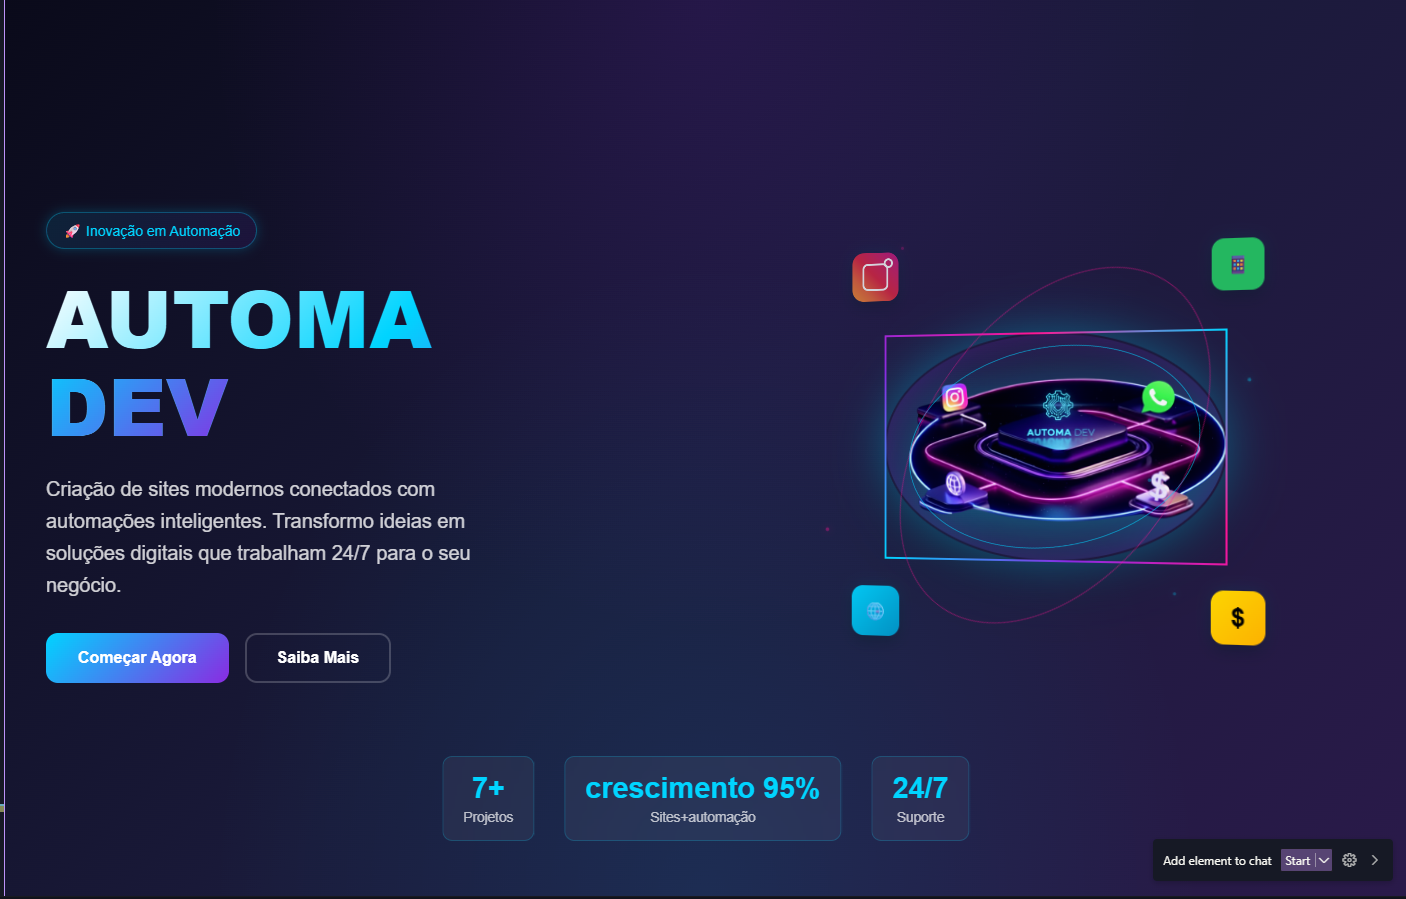 🚀 Inovação em Automação
AUTOMA
DEV
Criação de sites modernos conectados com
automações inteligentes. Transformo ideias em
soluções digitais que trabalham 24/7 para o seu
negócio.
Começar Agora
Saiba Mais
AUTOMA DEV
$
$
7+
Projetos
crescimento 95%
Sites+automação
24/7
Suporte
Add element to chat
Start